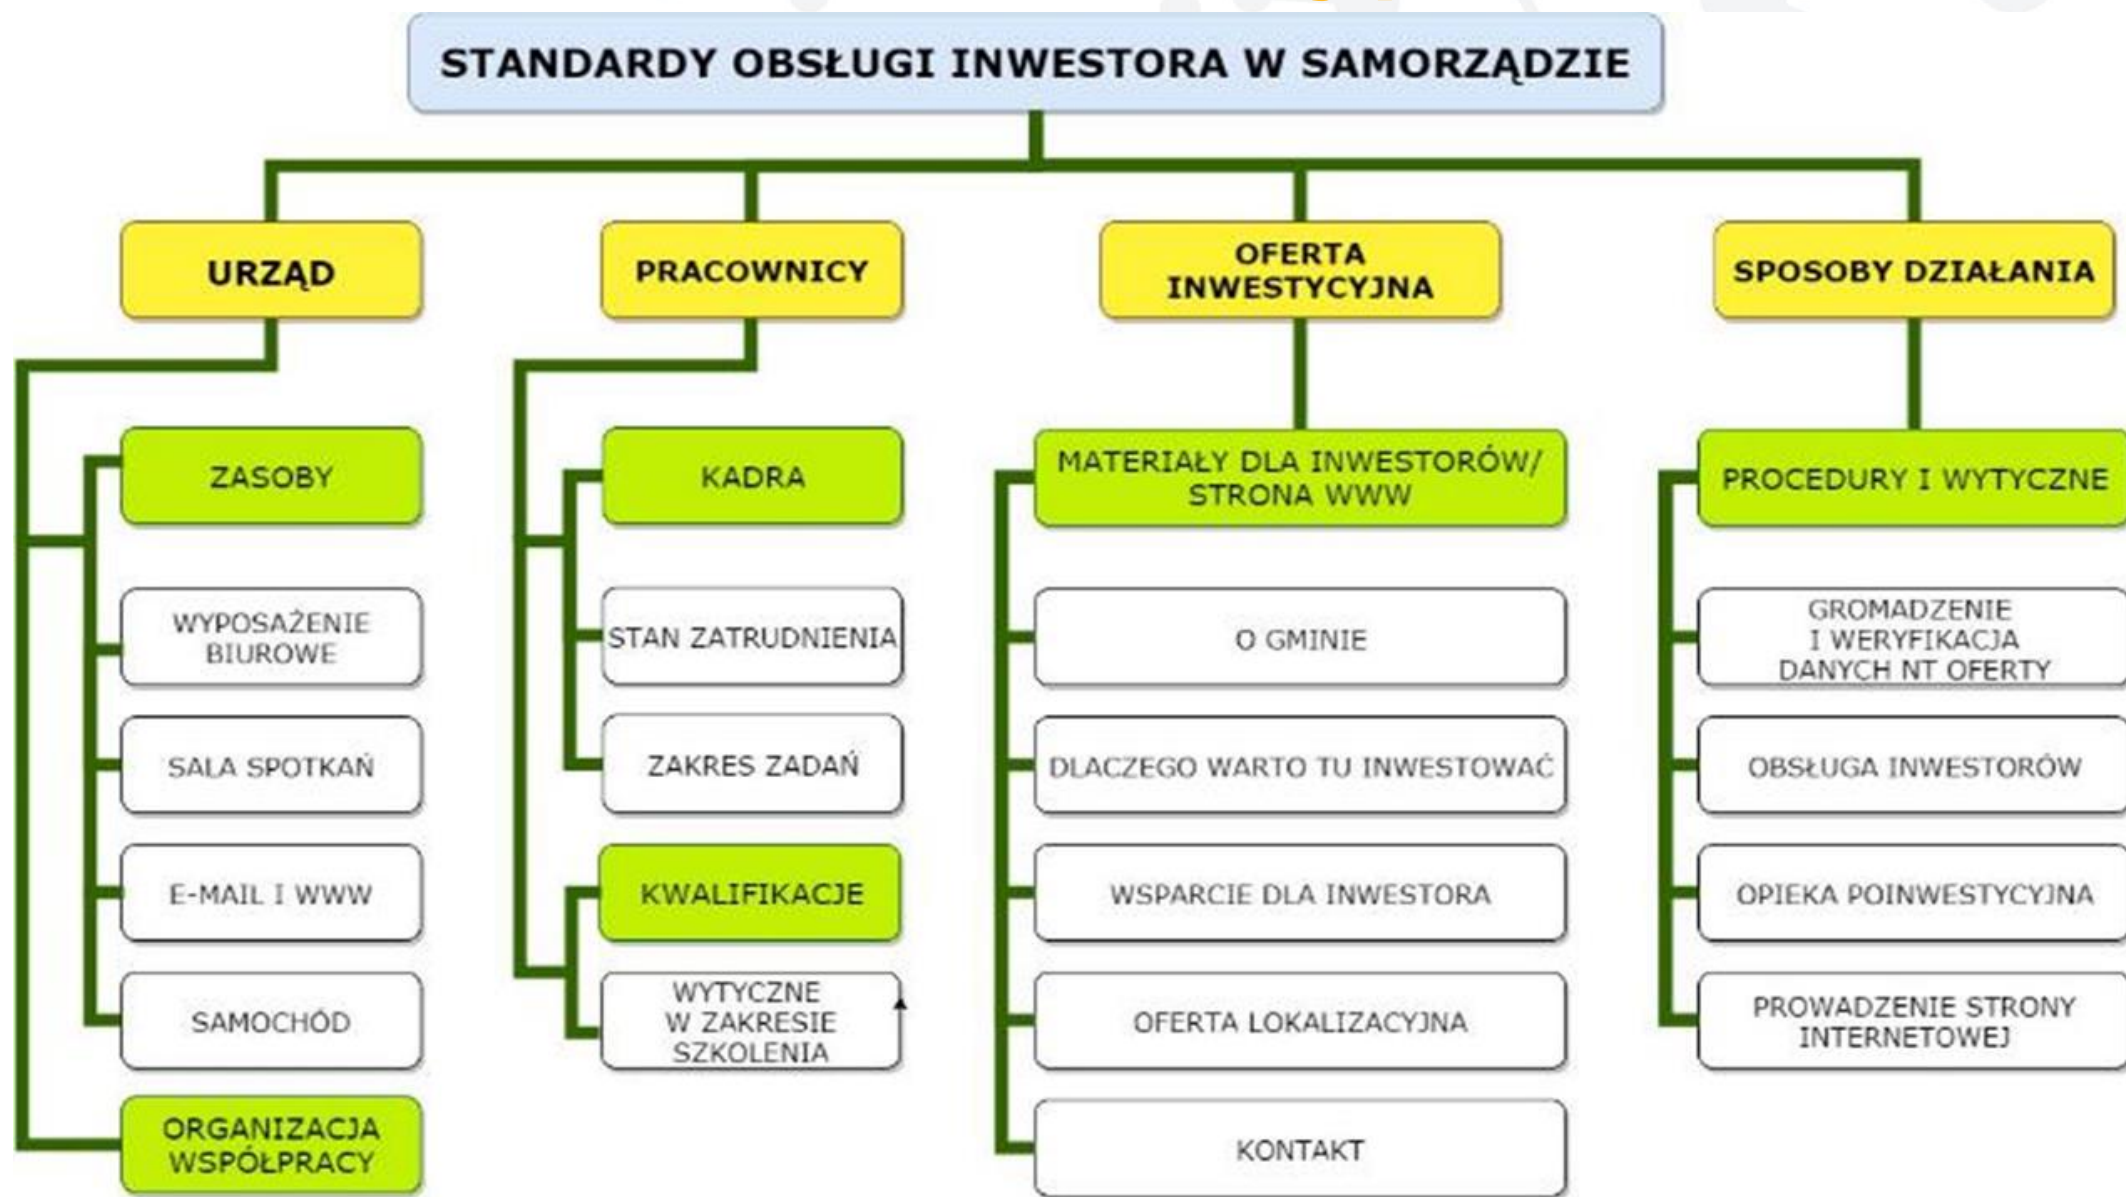 STANDARDY OBSŁUGI INWESTORA W SAMORZĄDZIE
URZĄD
ZASOBY
WYPOSAŻENIE
BIUROWE
SALA SPOTKAŃ
E-MAIL I WWW
SAMOCHÓD
ORGANIZACJA
WSPÓŁPRACY
PRACOWNICY
KADRA
STAN ZATRUDNIENIA
ZAKRES ZADAŃ
KWALIFIKACJE
WYTYCZNE
W ZAKRESIE
SZKOLENIA
OFERTA
INWESTYCYJNA
MATERIAŁY DLA INWESTORÓW/
STRONA WWW
O GMINIE
DLACZEGO WARTO TU INWESTOWAĆ
WSPARCIE DLA INWESTORA
OFERTA LOKALIZACYJNA
KONTAKT
SPOSOBY DZIAŁANIA
PROCEDURY I WYTYCZNE
GROMADZENIE
I WERYFIKACJA
DANYCH NT OFERTY
OBSŁUGA INWESTORÓW
OPIEKA POINWESTYCYJNA
PROWADZENIE STRONY
INTERNETOWEJ